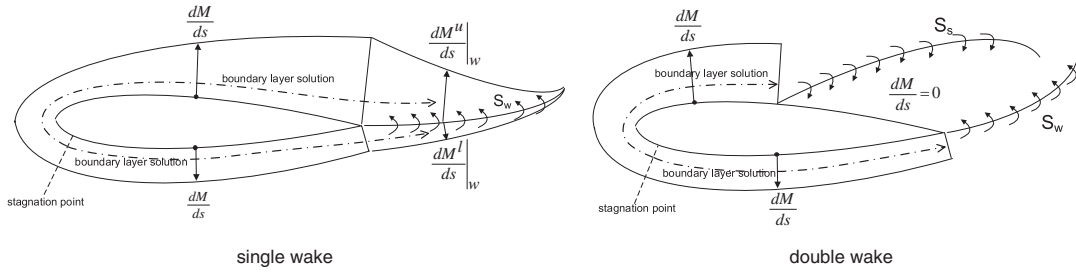 dM/ds
dM^u/ds|_w
boundary layer solution
S_w
boundary layer solution
dM^l/ds|_w
dM/ds
stagnation point
single wake
dM/ds
S_s
boundary layer solution
dM/ds=0
S_w
boundary layer solution
stagnation point
dM/ds
double wake